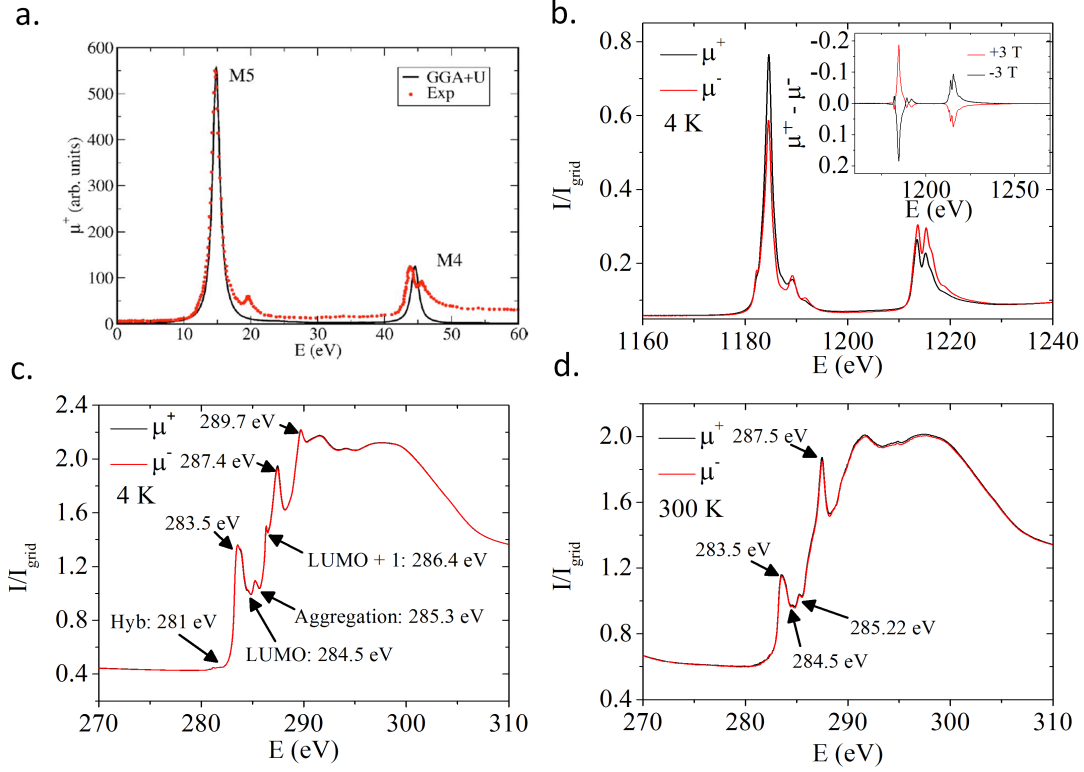 a.
600
500
400
300
200
100
0
μ⁺ (arb. units)
M5
M4
GGA+U
Exp
0 10 20 30 40 50 60
E (eV)
b.
0.8
0.6
0.4
0.2
I/I_grid
μ⁺
μ⁻
4 K
-0.2
-0.1
0.0
0.1
0.2
μ⁺ - μ⁻
+3 T
-3 T
1200 1250
E (eV)
1160 1180 1200 1220 1240
E (eV)
c.
2.4
2.0
1.6
1.2
0.8
0.4
I/I_grid
μ⁺
μ⁻
4 K
289.7 eV
287.4 eV
283.5 eV
LUMO + 1: 286.4 eV
Aggregation: 285.3 eV
Hyb: 281 eV
LUMO: 284.5 eV
270 280 290 300 310
E (eV)
d.
2.0
1.6
1.2
0.8
0.4
I/I_grid
μ⁺
μ⁻
300 K
287.5 eV
283.5 eV
285.22 eV
284.5 eV
270 280 290 300 310
E (eV)